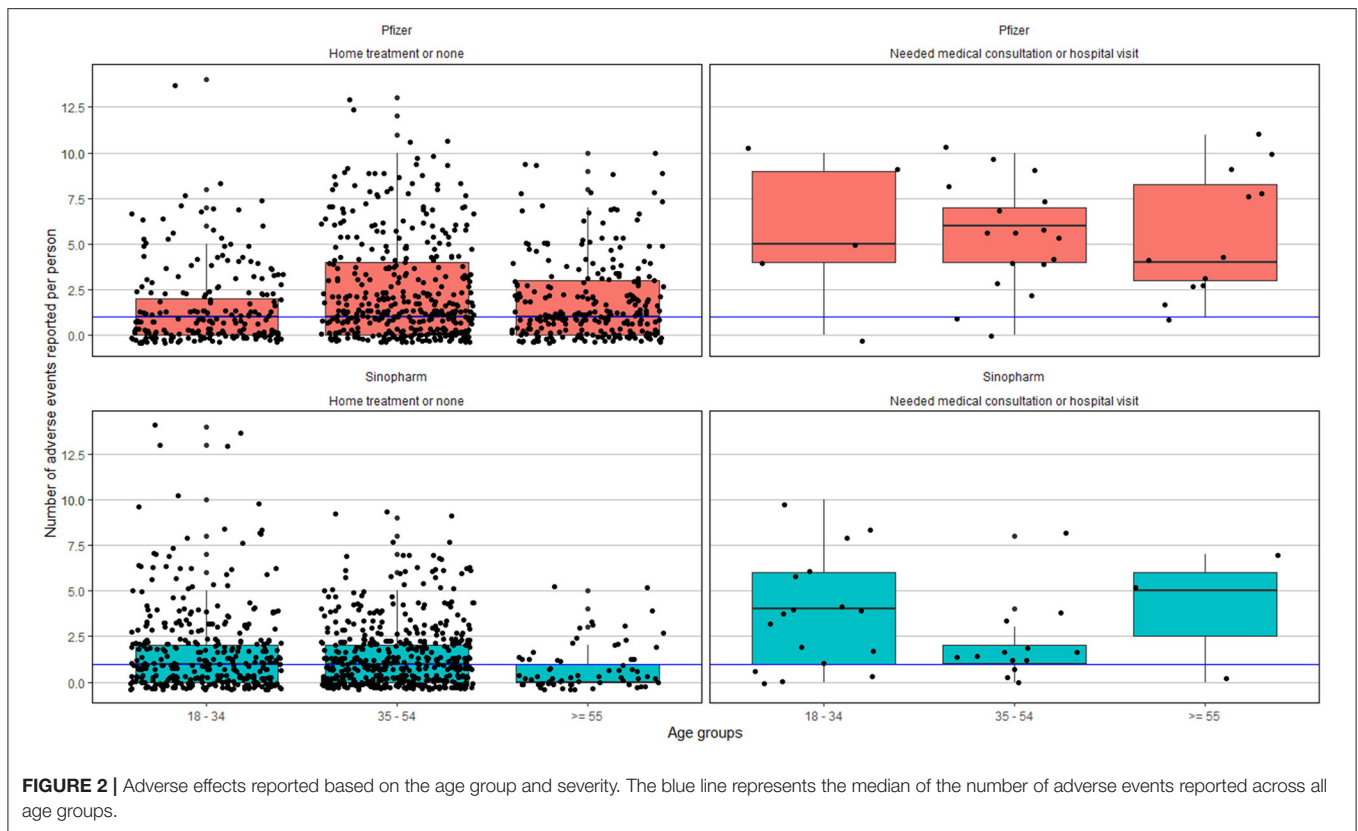 Pfizer
Home treatment or none
Pfizer
Needed medical consultation or hospital visit
12.5
10.0
7.5
5.0
2.5
0.0
Number of adverse events reported per person
Sinopharm
Home treatment or none
Sinopharm
Needed medical consultation or hospital visit
12.5
10.0
7.5
5.0
2.5
0.0
18 - 34
35 - 54
>= 55
18 - 34
35 - 54
>= 55
Age groups
FIGURE 2 | Adverse effects reported based on the age group and severity. The blue line represents the median of the number of adverse events reported across all
age groups.